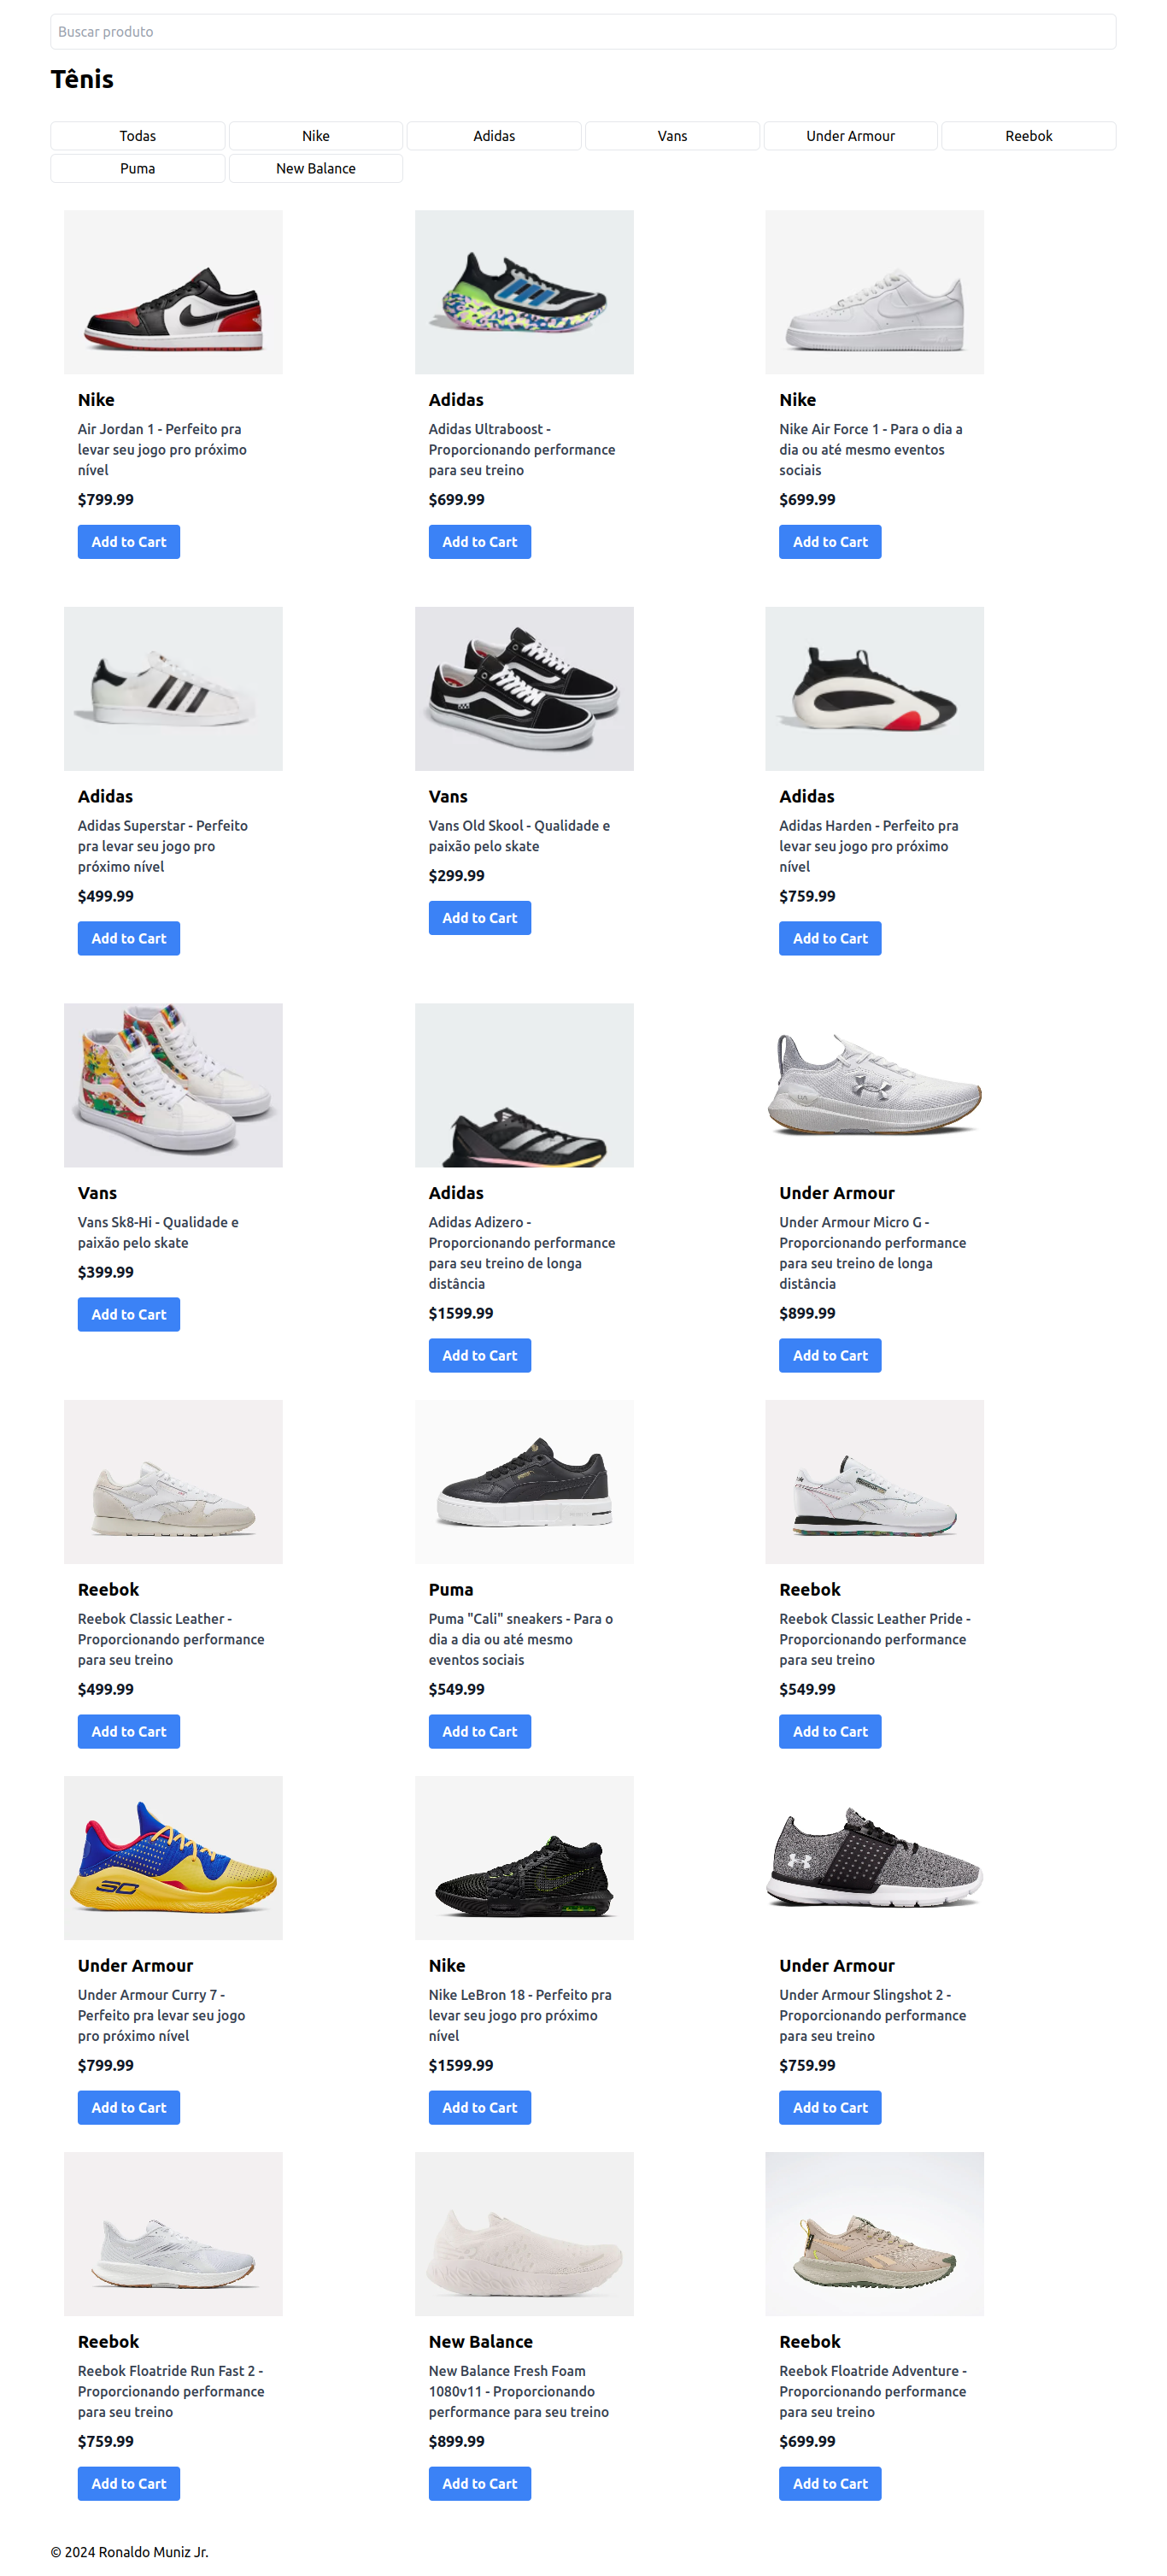 Buscar produto
Tênis
Todas
Nike
Adidas
Vans
Under Armour
Reebok
Puma
New Balance
Nike
Air Jordan 1 - Perfeito pra
levar seu jogo pro próximo
nível
$799.99
Add to Cart
Adidas
Adidas Ultraboost -
Proporcionando performance
para seu treino
$699.99
Add to Cart
Nike
Nike Air Force 1 - Para o dia a
dia ou até mesmo eventos
sociais
$699.99
Add to Cart
Adidas
Adidas Superstar - Perfeito
pra levar seu jogo pro
próximo nível
$499.99
Add to Cart
Vans
Vans Old Skool - Qualidade e
paixão pelo skate
$299.99
Add to Cart
Adidas
Adidas Harden - Perfeito pra
levar seu jogo pro próximo
nível
$759.99
Add to Cart
Vans
Vans Sk8-Hi - Qualidade e
paixão pelo skate
$399.99
Add to Cart
Adidas
Adidas Adizero -
Proporcionando performance
para seu treino de longa
distância
$1599.99
Add to Cart
Under Armour
Under Armour Micro G -
Proporcionando performance
para seu treino de longa
distância
$899.99
Add to Cart
Reebok
Reebok Classic Leather -
Proporcionando performance
para seu treino
$499.99
Add to Cart
Puma
Puma "Cali" sneakers - Para o
dia a dia ou até mesmo
eventos sociais
$549.99
Add to Cart
Reebok
Reebok Classic Leather Pride -
Proporcionando performance
para seu treino
$549.99
Add to Cart
Under Armour
Under Armour Curry 7 -
Perfeito pra levar seu jogo
pro próximo nível
$799.99
Add to Cart
Nike
Nike LeBron 18 - Perfeito pra
levar seu jogo pro próximo
nível
$1599.99
Add to Cart
Under Armour
Under Armour Slingshot 2 -
Proporcionando performance
para seu treino
$759.99
Add to Cart
Reebok
Reebok Floatride Run Fast 2 -
Proporcionando performance
para seu treino
$759.99
Add to Cart
New Balance
New Balance Fresh Foam
1080v11 - Proporcionando
performance para seu treino
$899.99
Add to Cart
Reebok
Reebok Floatride Adventure -
Proporcionando performance
para seu treino
$699.99
Add to Cart
© 2024 Ronaldo Muniz Jr.